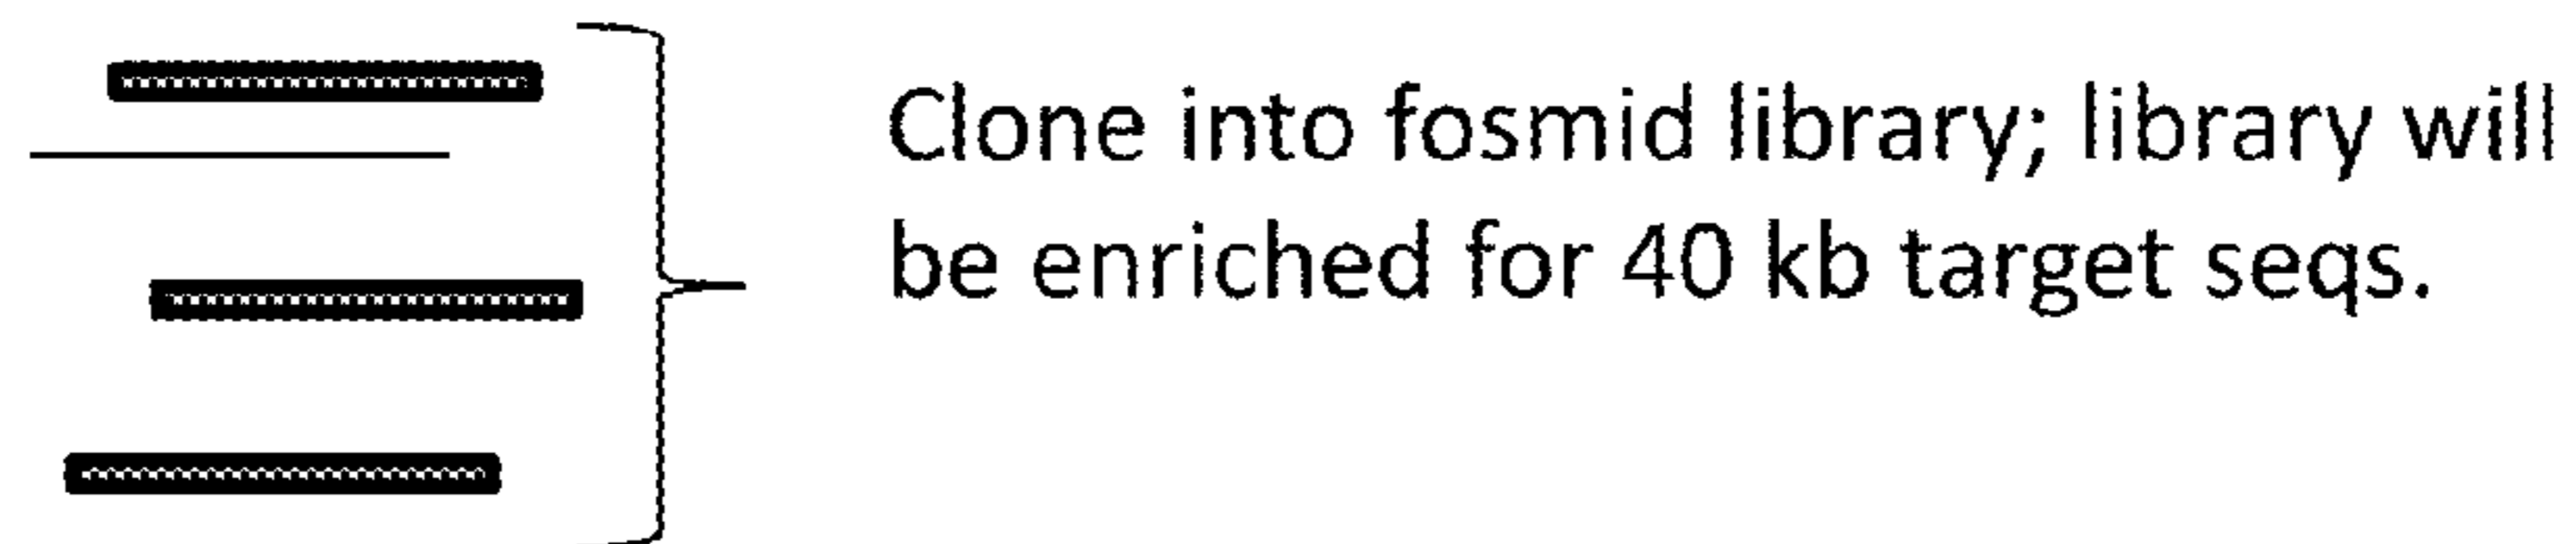 Clone into fosmid library; library will
be enriched for 40 kb target seqs.